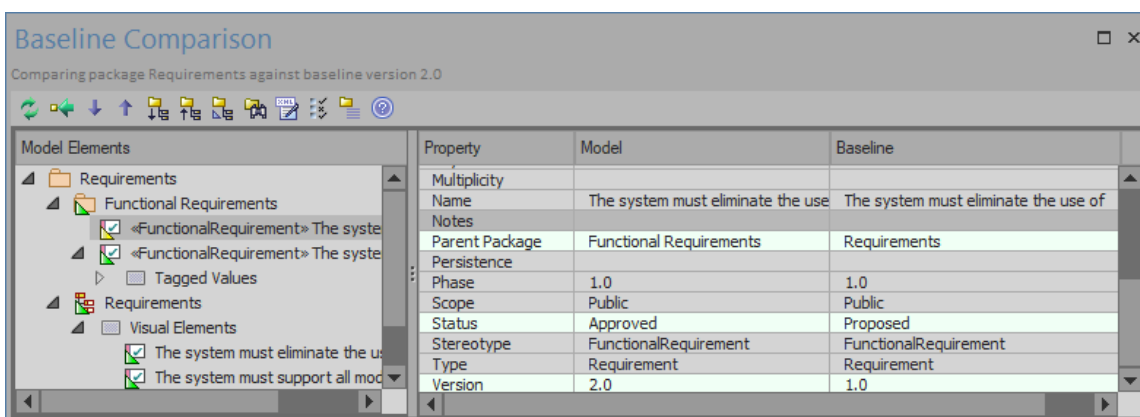 Baseline Comparison
Comparing package Requirements against baseline version 2.0
XML
Model Elements
Requirements
Functional Requirements
«FunctionalRequirement» The syste
«FunctionalRequirement» The syste
Tagged Values
Requirements
Visual Elements
The system must eliminate the u
The system must support all mod
Property Model Baseline
Multiplicity
Name The system must eliminate the use The system must eliminate the use of
Notes
Parent Package Functional Requirements Requirements
Persistence
Phase 1.0 1.0
Scope Public Public
Status Approved Proposed
Stereotype FunctionalRequirement FunctionalRequirement
Type Requirement Requirement
Version 2.0 1.0